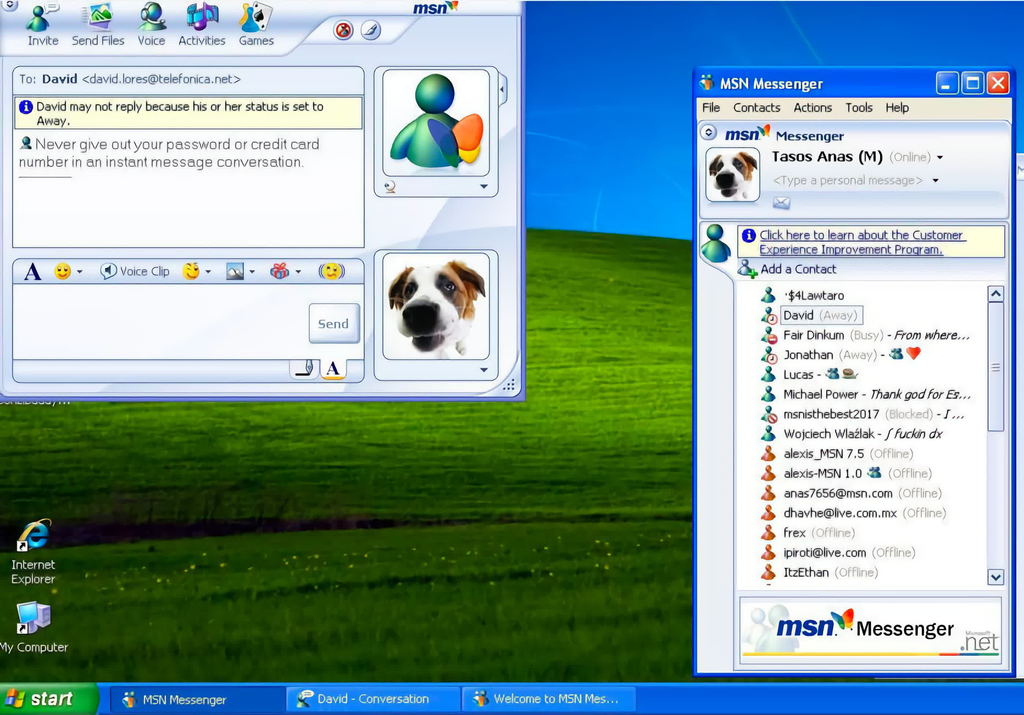 msn
Invite
Send Files
Voice
Activities
Games
To: David <david.lores@telefonica.net>
David may not reply because his or her status is set to
Away.
Never give out your password or credit card
number in an instant message conversation.
A
Voice Clip
Send
A
MSN Messenger
File Contacts Actions Tools Help
msn Messenger
Tasos Anas (M) (Online)
<Type a personal message>
Click here to learn about the Customer
Experience Improvement Program.
Add a Contact
·$4Lawtaro
David (Away)
Fair Dinkum (Busy) - From where...
Jonathan (Away) -
Lucas -
Michael Power - Thank god for Es...
msnisthebest2017 (Blocked) - I ...
Wojciech Wlaźlak - ∫ fuckin dx
alexis_MSN 7.5 (Offline)
alexis-MSN 1.0 (Offline)
anas7656@msn.com (Offline)
dhavhe@live.com.mx (Offline)
frex (Offline)
ipiroti@live.com (Offline)
ItzEthan (Offline)
msn Messenger
Microsoft
.net
Internet
Explorer
My Computer
start
MSN Messenger
David - Conversation
Welcome to MSN Mes...